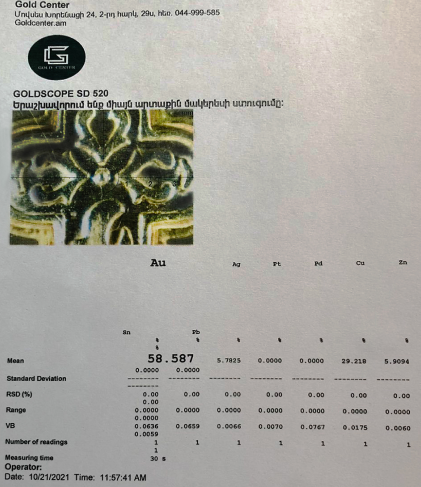 Gold Center
Մովսես Խորենացի 24, 2-րդ հարկ, 29ս, հեռ. 044-999-585
Goldcenter.am
GOLD CENTER
GOLDSCOPE SD 520
Երաշխավորում ենք միայն արտաքին մակերեսի ստուգումը:
Au Ag Pt Pd Cu Zn
Sn Pb
% % % % % % %
%
Mean 58.587 5.7825 0.0000 0.0000 29.218 5.9094
0.0000 0.0000
Standard Deviation -------- -------- -------- -------- -------- -------- --------
--------
RSD (%) 0.00 0.00 0.00 0.00 0.00 0.00 0.00
0.00
Range 0.0000 0.0000 0.0000 0.0000 0.0000 0.0000 0.0000
0.0000
VB 0.0636 0.0659 0.0066 0.0070 0.0767 0.0175 0.0060
0.0059
Number of readings 1 1 1 1 1 1 1
1
Measuring time 30 s
Operator:
Date: 10/21/2021 Time: 11:57:41 AM